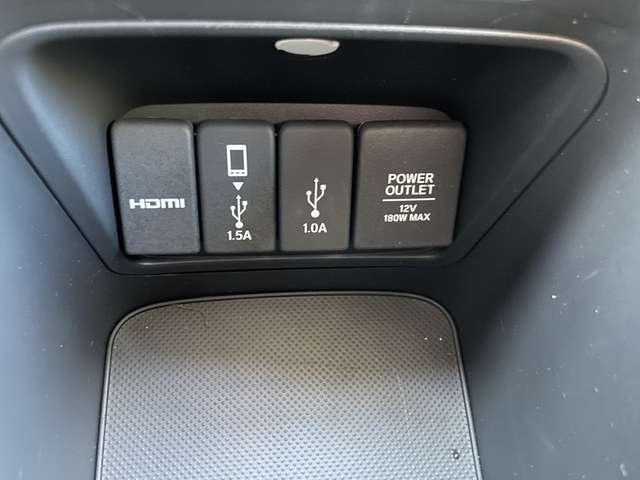 HDMI
1.5A
1.0A
POWER
OUTLET
12V
180W MAX